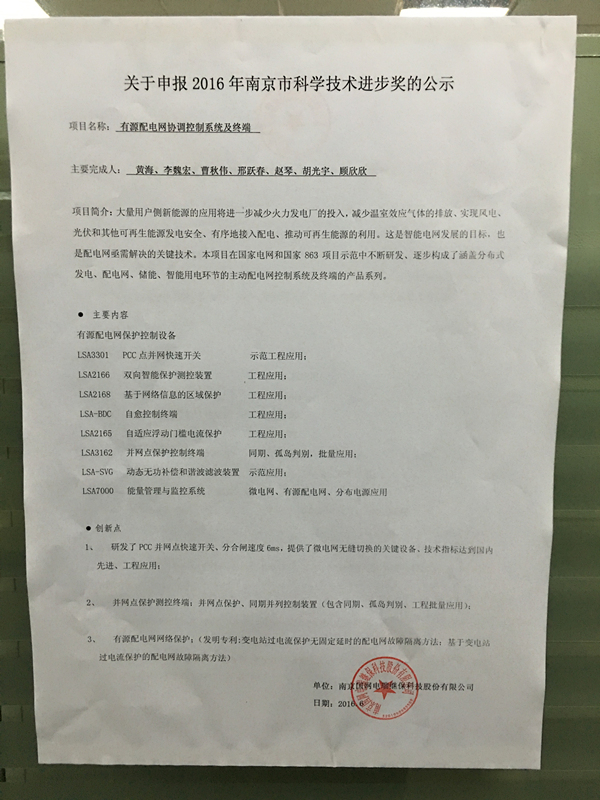 关于申报 2016 年南京市科学技术进步奖的公示
项目名称: 有源配电网协调控制系统及终端
主要完成人: 黄海、李魏宏、曹秋伟、邢跃春、赵琴、胡光宇、顾欣欣
项目简介:大量用户侧新能源的应用将进一步减少火力发电厂的投入,减少温室效应气体的排放、实现风电、
光伏和其他可再生能源发电安全、有序地接入配电、推动可再生能源的利用。这是智能电网发展的目标,也
是配电网亟需解决的关键技术。本项目在国家电网和国家 863 项目示范中不断研发、逐步构成了涵盖分布式
发电、配电网、储能、智能用电环节的主动配电网控制系统及终端的产品系列。
● 主要内容
有源配电网保护控制设备
LSA3301 PCC 点并网快速开关 示范工程应用;
LSA2166 双向智能保护测控装置 工程应用;
LSA2168 基于网络信息的区域保护 工程应用;
LSA-BDC 自愈控制终端 工程应用;
LSA2165 自适应浮动门槛电流保护 工程应用;
LSA3162 并网点保护控制终端 同期、孤岛判别,批量应用;
LSA-SVG 动态无功补偿和谐波滤波装置 示范应用;
LSA7000 能量管理与监控系统 微电网、有源配电网、分布电源应用
● 创新点
1、 研发了 PCC 并网点快速开关、分合闸速度 6ms,提供了微电网无缝切换的关键设备。技术指标达到国内
先进、工程应用;
2、 并网点保护测控终端;并网点保护、同期并列控制装置(包含同期、孤岛判别、工程批量应用);
3、 有源配电网网络保护;(发明专利:变电站过电流保护无固定延时的配电网故障隔离方法;基于变电站
过电流保护的配电网故障隔离方法)
单位:南京国网电瑞继保科技股份有限公司
日期:2016.6